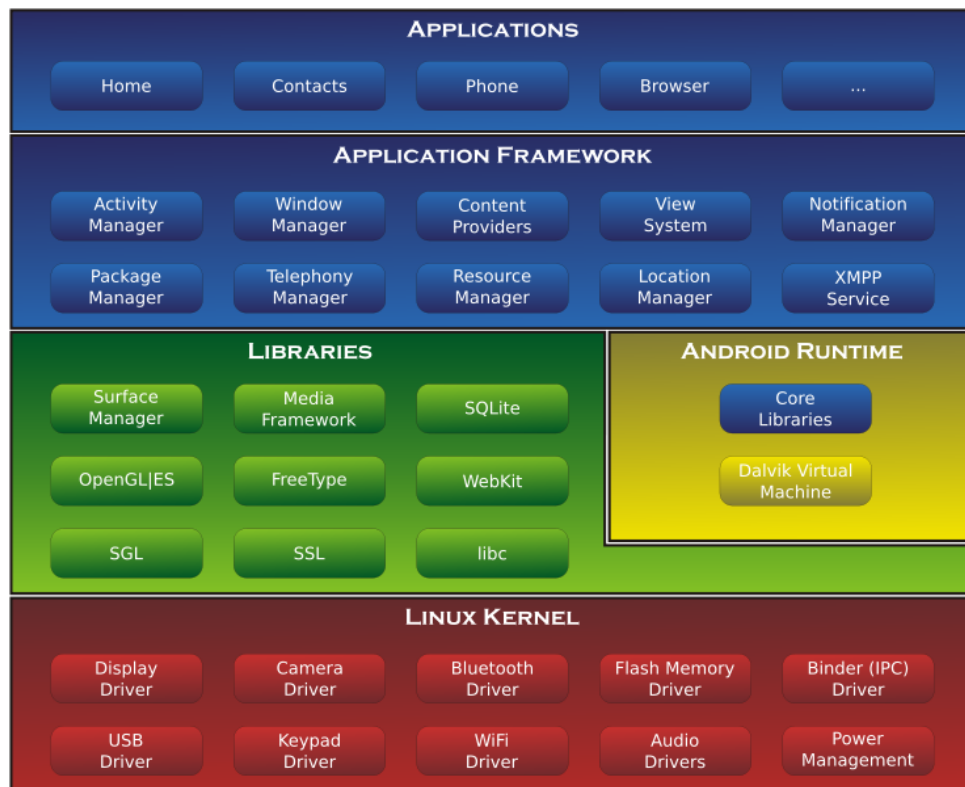 APPLICATIONS
Home
Contacts
Phone
Browser
...
APPLICATION FRAMEWORK
Activity
Manager
Window
Manager
Content
Providers
View
System
Notification
Manager
Package
Manager
Telephony
Manager
Resource
Manager
Location
Manager
XMPP
Service
LIBRARIES
Surface
Manager
Media
Framework
SQLite
OpenGL|ES
FreeType
WebKit
SGL
SSL
libc
ANDROID RUNTIME
Core
Libraries
Dalvik Virtual
Machine
LINUX KERNEL
Display
Driver
Camera
Driver
Bluetooth
Driver
Flash Memory
Driver
Binder (IPC)
Driver
USB
Driver
Keypad
Driver
WiFi
Driver
Audio
Drivers
Power
Management